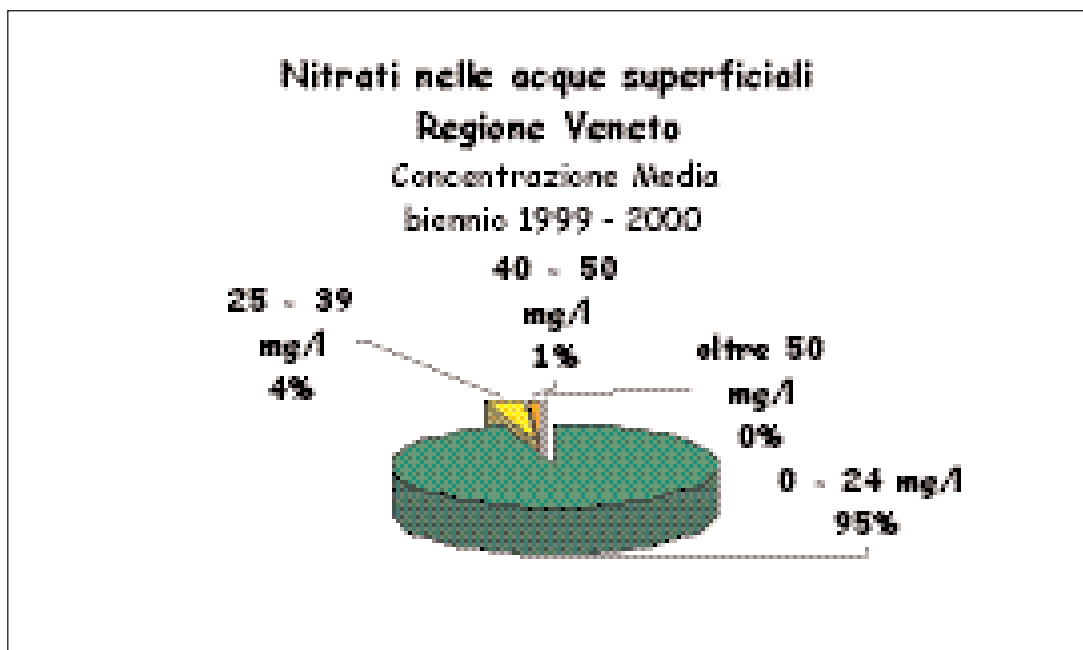 Nitrati nelle acque superficiali
Regione Veneto
Concentrazione Media
biennio 1999 - 2000
40 - 50
mg/l
1%
25 - 39
mg/l
4%
oltre 50
mg/l
0%
0 - 24 mg/l
95%